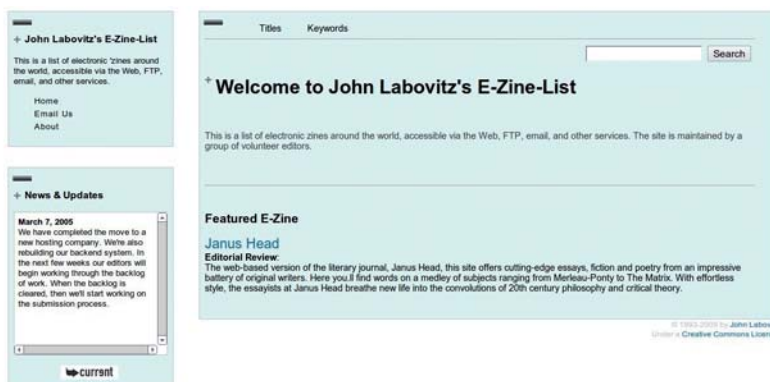 John Labovitz's E-Zine-List
This is a list of electronic 'zines around
the world, accessible via the Web, FTP,
email, and other services.
Home
Email Us
About
News & Updates
March 7, 2005
We have completed the move to a
new hosting company. We're also
rebuilding our backend system. In
the next few weeks our editors will
begin working through the backlog
of work. When the backlog is
cleared, then we'll start working on
the submission process.
current
Titles Keywords
Search
Welcome to John Labovitz's E-Zine-List
This is a list of electronic zines around the world, accessible via the Web, FTP, email, and other services. The site is maintained by a
group of volunteer editors.
Featured E-Zine
Janus Head
Editorial Review:
The web-based version of the literary journal, Janus Head, this site offers cutting-edge essays, fiction and poetry from an impressive
battery of original writers. Here you.ll find words on a medley of subjects ranging from Merleau-Ponty to The Matrix. With effortless
style, the essayists at Janus Head breathe new life into the convolutions of 20th century philosophy and critical theory.
by John Labov
Under a Creative Commons Licen